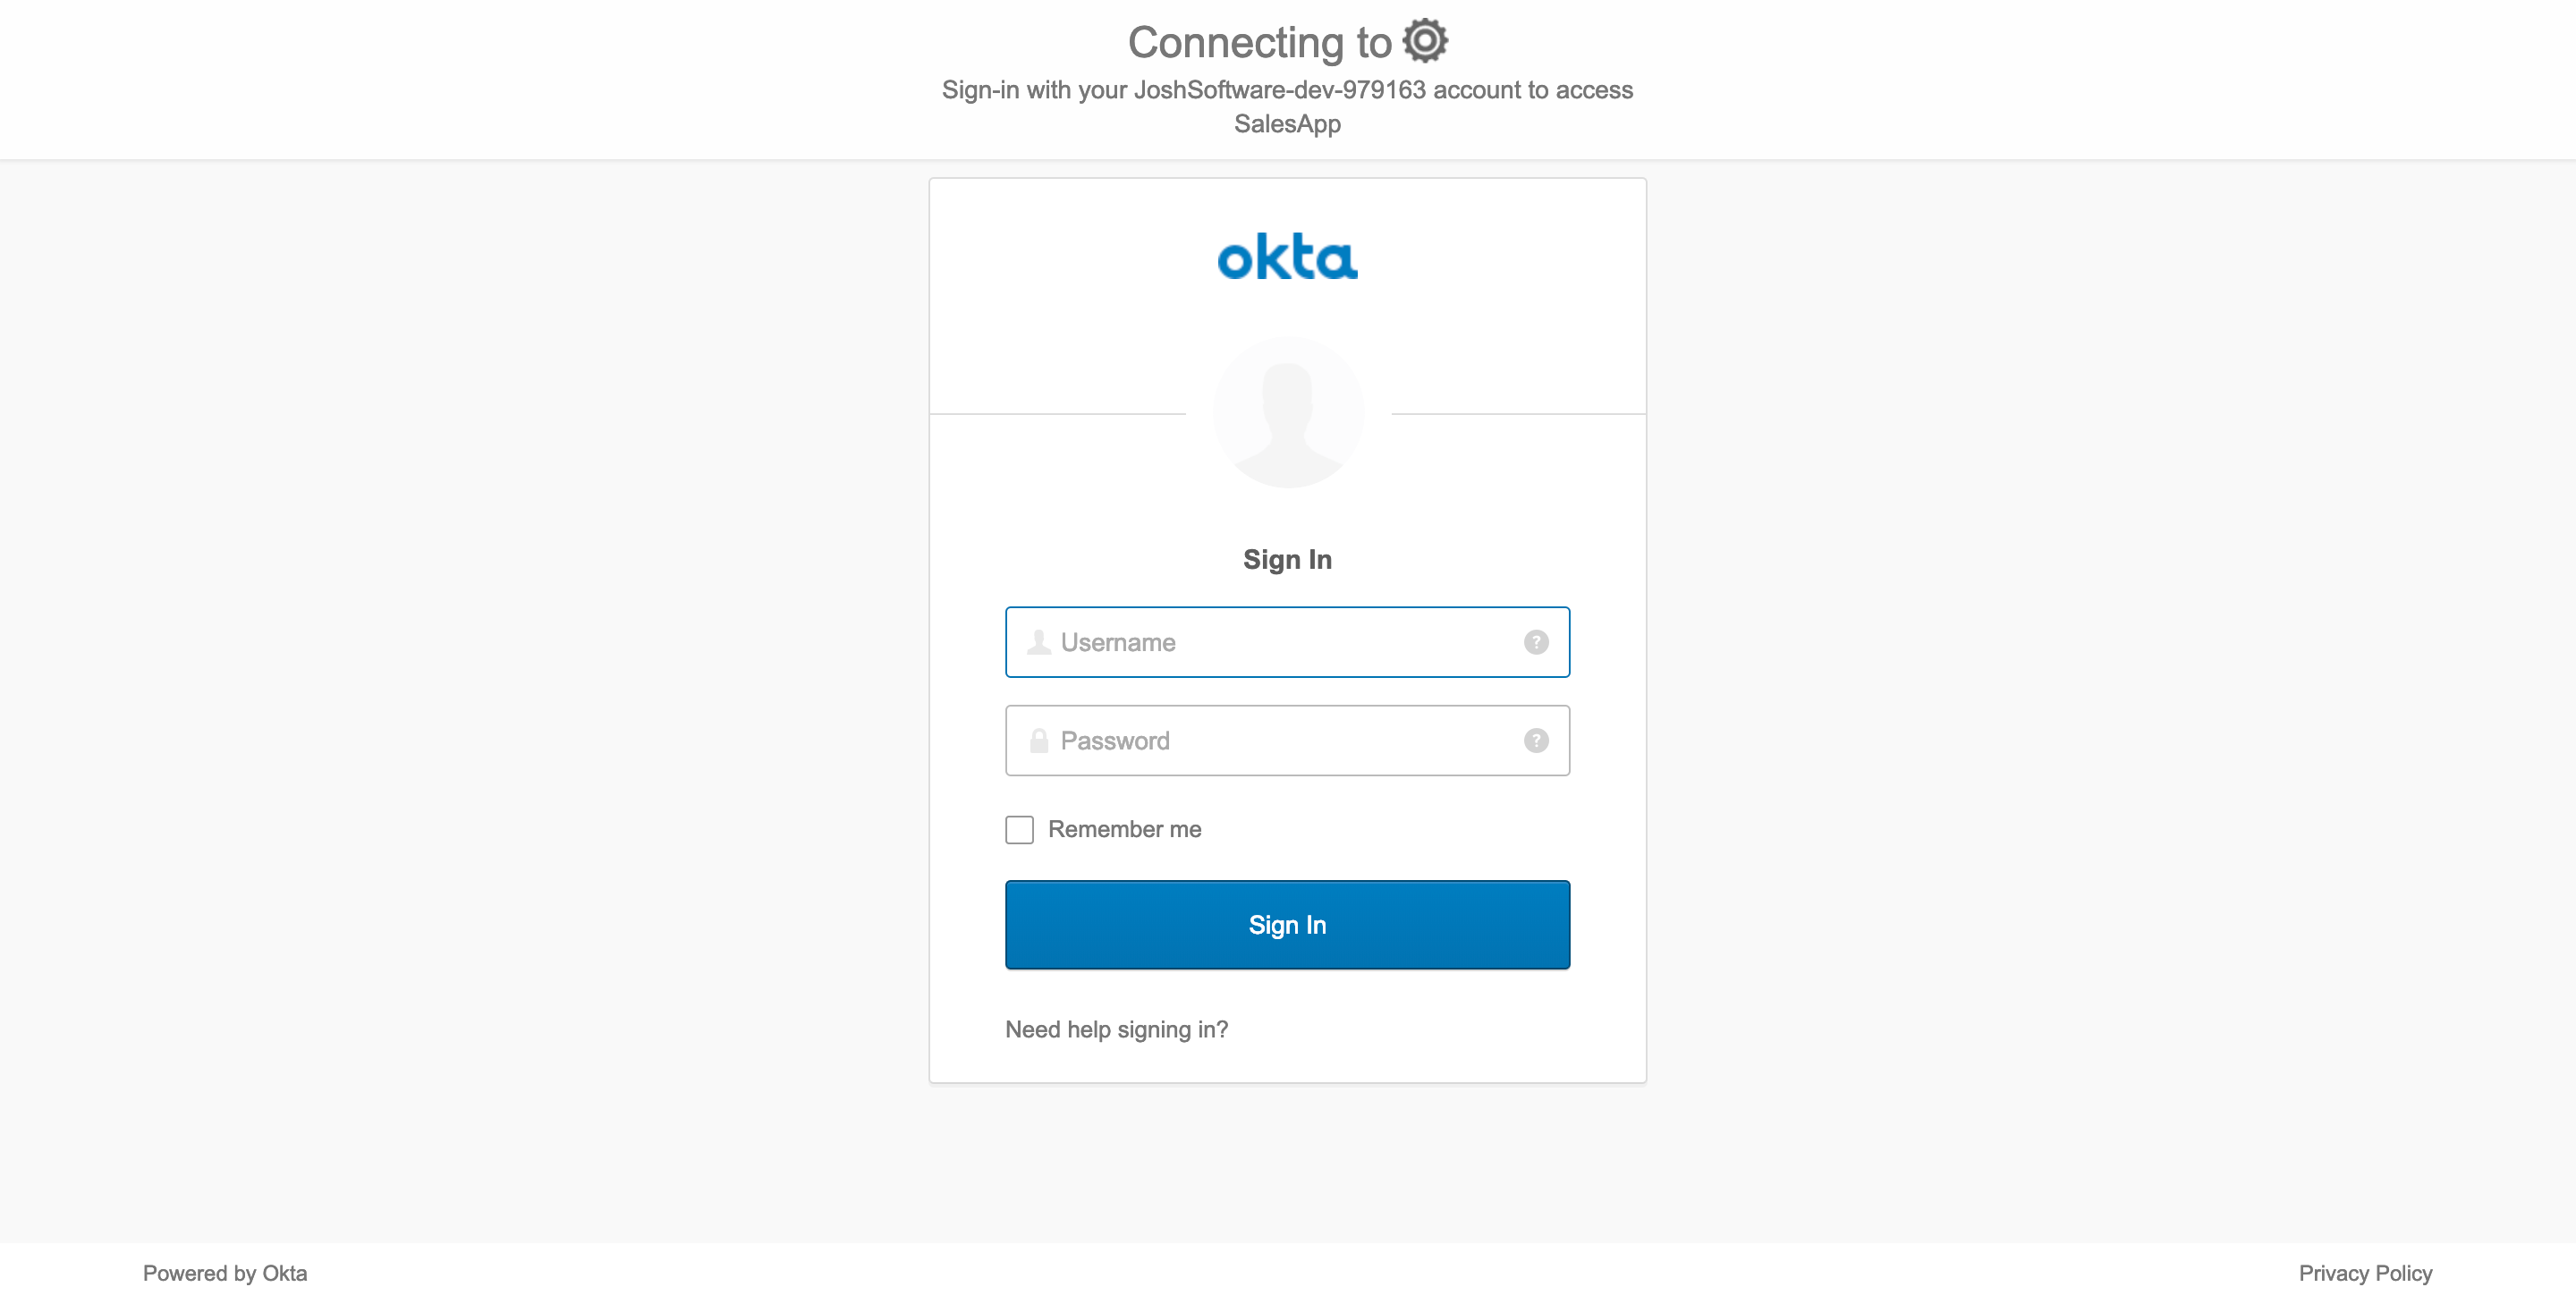 Connecting to
Sign-in with your JoshSoftware-dev-979163 account to access
SalesApp
okta
Sign In
Username ?
Password ?
Remember me
Sign In
Need help signing in?
Powered by Okta
Privacy Policy